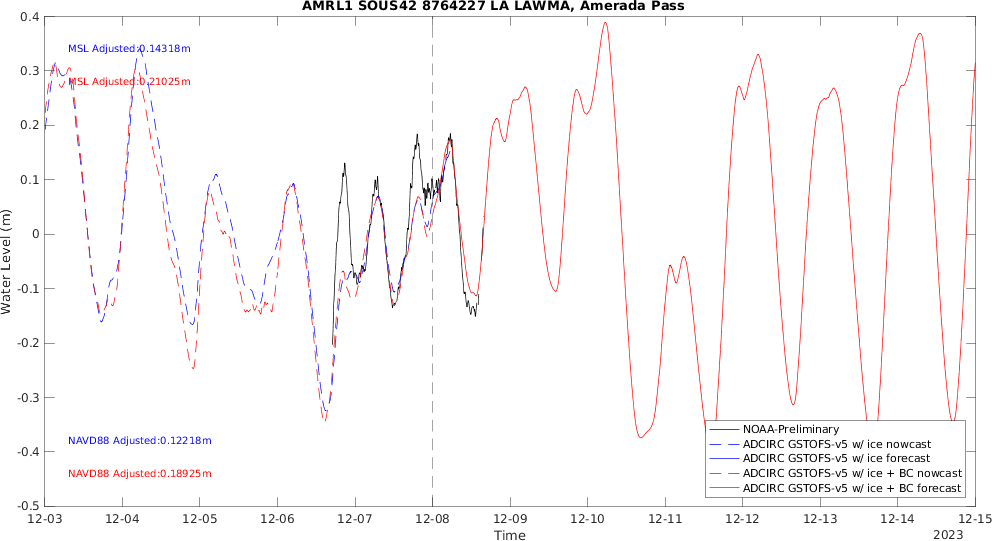 AMRL1 SOUS42 8764227 LA LAWMA, Amerada Pass
0.4
0.3
0.2
0.1
0
-0.1
-0.2
-0.3
-0.4
-0.5
Water Level (m)
MSL Adjusted:0.14318m
MSL Adjusted:0.21025m
NAVD88 Adjusted:0.12218m
NAVD88 Adjusted:0.18925m
NOAA-Preliminary
ADCIRC GSTOFS-v5 w/ ice nowcast
ADCIRC GSTOFS-v5 w/ ice forecast
ADCIRC GSTOFS-v5 w/ ice + BC nowcast
ADCIRC GSTOFS-v5 w/ ice + BC forecast
12-03 12-04 12-05 12-06 12-07 12-08 12-09 12-10 12-11 12-12 12-13 12-14 12-15
Time
2023